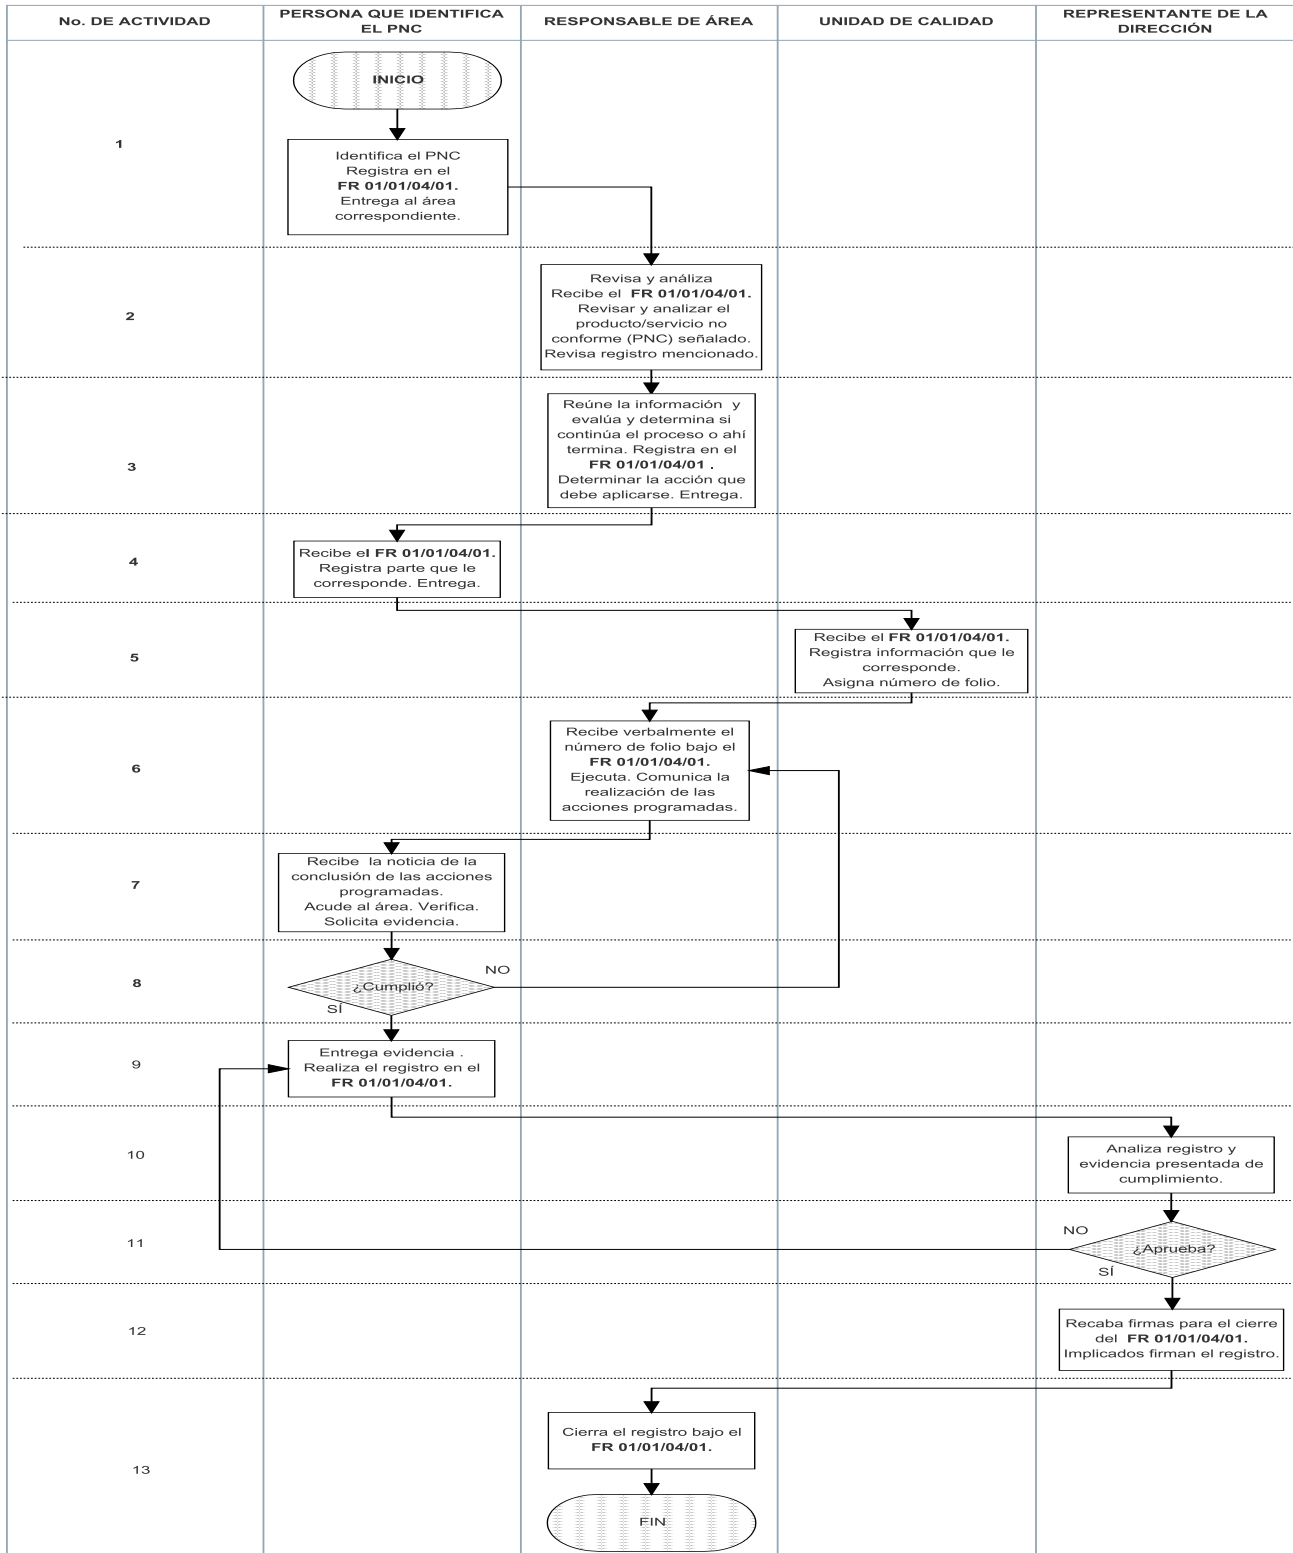 No. DE ACTIVIDAD
PERSONA QUE IDENTIFICA
EL PNC
RESPONSABLE DE ÁREA
UNIDAD DE CALIDAD
REPRESENTANTE DE LA
DIRECCIÓN
INICIO
1
Identifica el PNC
Registra en el
FR 01/01/04/01.
Entrega al área
correspondiente.
2
Revisa y análiza
Recibe el FR 01/01/04/01.
Revisar y analizar el
producto/servicio no
conforme (PNC) señalado.
Revisa registro mencionado.
3
Reúne la información y
evalúa y determina si
continúa el proceso o ahí
termina. Registra en el
FR 01/01/04/01 .
Determinar la acción que
debe aplicarse. Entrega.
4
Recibe el FR 01/01/04/01.
Registra parte que le
corresponde. Entrega.
5
Recibe el FR 01/01/04/01.
Registra información que le
corresponde.
Asigna número de folio.
6
Recibe verbalmente el
número de folio bajo el
FR 01/01/04/01.
Ejecuta. Comunica la
realización de las
acciones programadas.
7
Recibe la noticia de la
conclusión de las acciones
programadas.
Acude al área. Verifica.
Solicita evidencia.
8
¿Cumplió?
NO
SÍ
9
Entrega evidencia .
Realiza el registro en el
FR 01/01/04/01.
10
Analiza registro y
evidencia presentada de
cumplimiento.
11
NO
¿Aprueba?
SÍ
12
Recaba firmas para el cierre
del FR 01/01/04/01.
Implicados firman el registro.
13
Cierra el registro bajo el
FR 01/01/04/01.
FIN